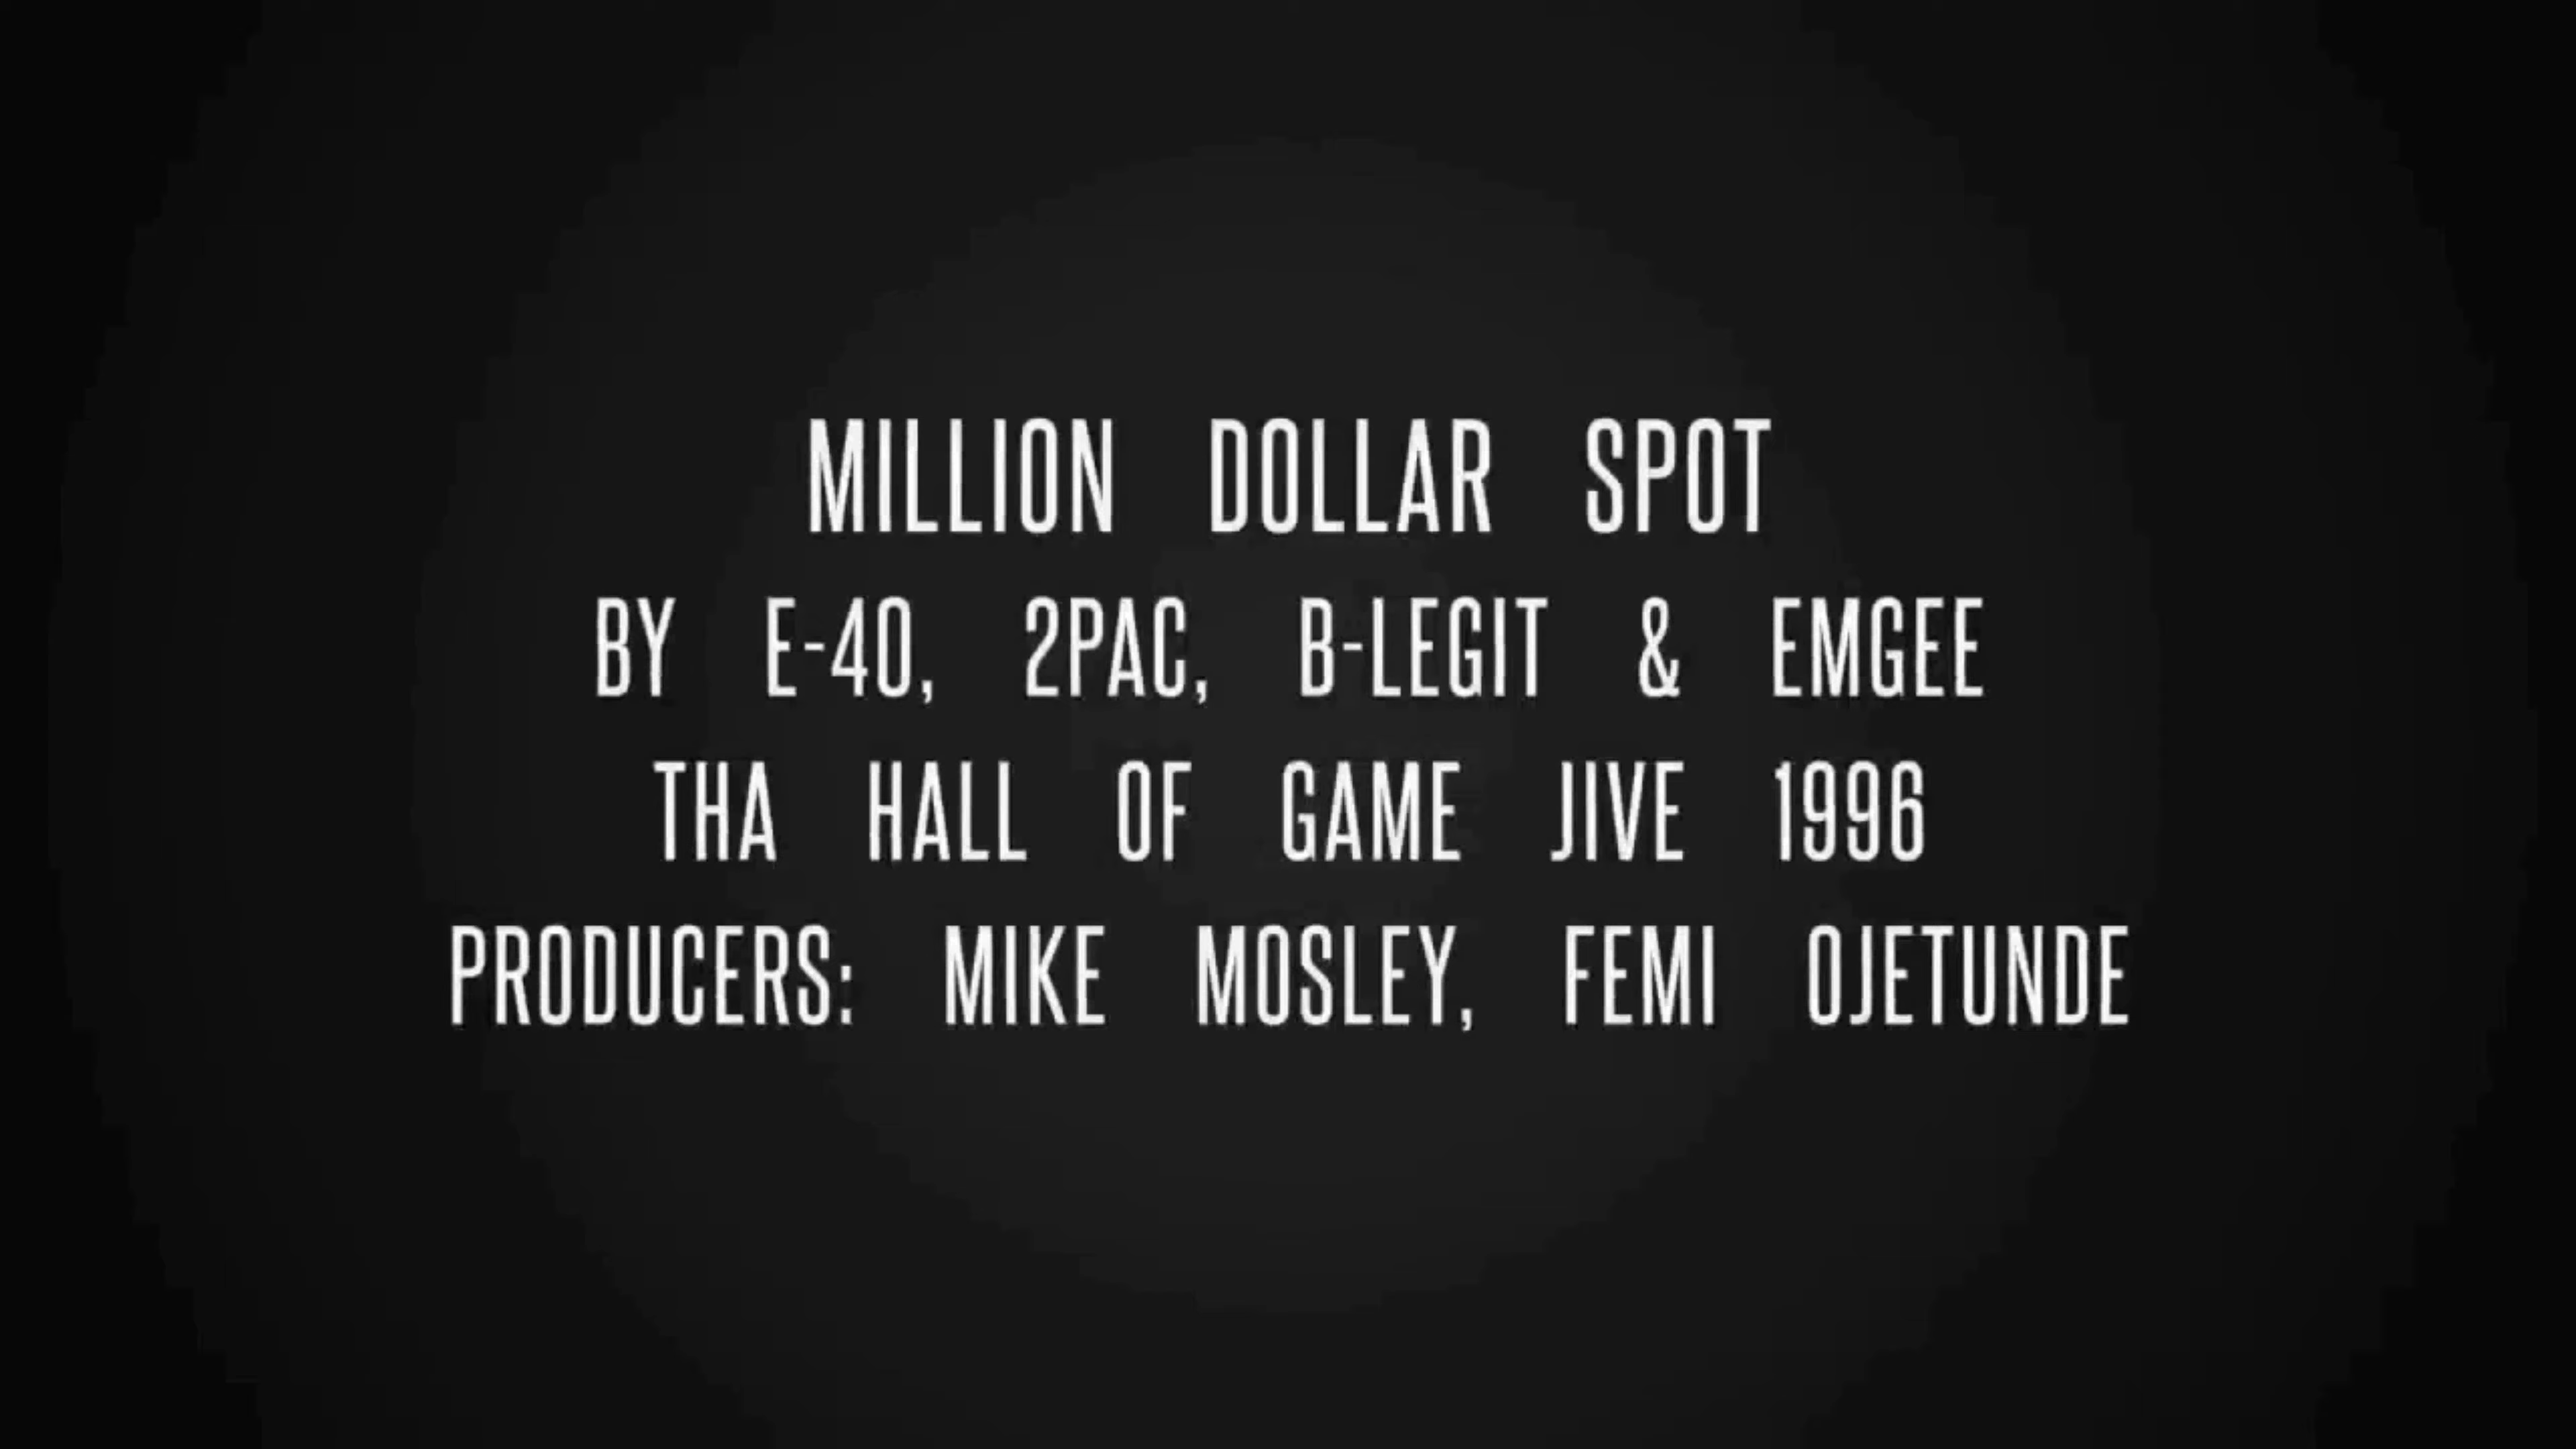 MILLION DOLLAR SPOT
BY E-40, 2PAC, B-LEGIT & EMGEE
THA HALL OF GAME JIVE 1996
PRODUCERS: MIKE MOSLEY, FEMI OJETUNDE